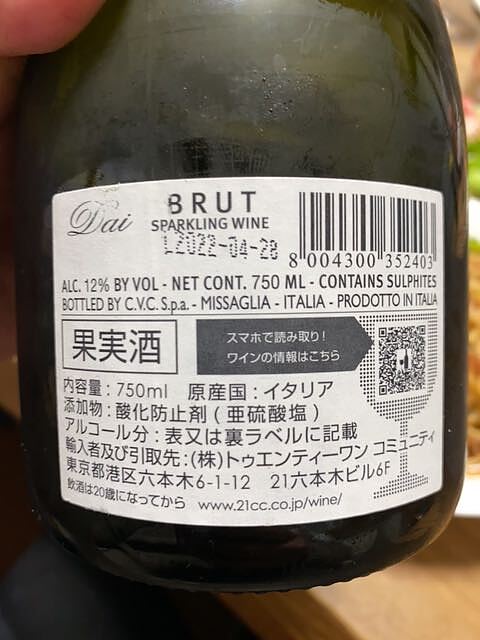 Dai
BRUT
SPARKLING WINE
L2022-04-28
8 004300 352403
ALC. 12% BY VOL - NET CONT. 750 ML - CONTAINS SULPHITES
BOTTLED BY C.V.C. S.p.a. - MISSAGLIA - ITALIA - PRODOTTO IN ITALIA
果実酒
スマホで読み取り!
ワインの情報はこちら
内容量:750ml 原産国:イタリア
添加物:酸化防止剤(亜硫酸塩)
アルコール分:表又は裏ラベルに記載
輸入者及び引取先:(株)トゥエンティーワン コミュニティ
東京都港区六本木6-1-12 21六本木ビル6F
飲酒は20歳になってから www.21cc.co.jp/wine/